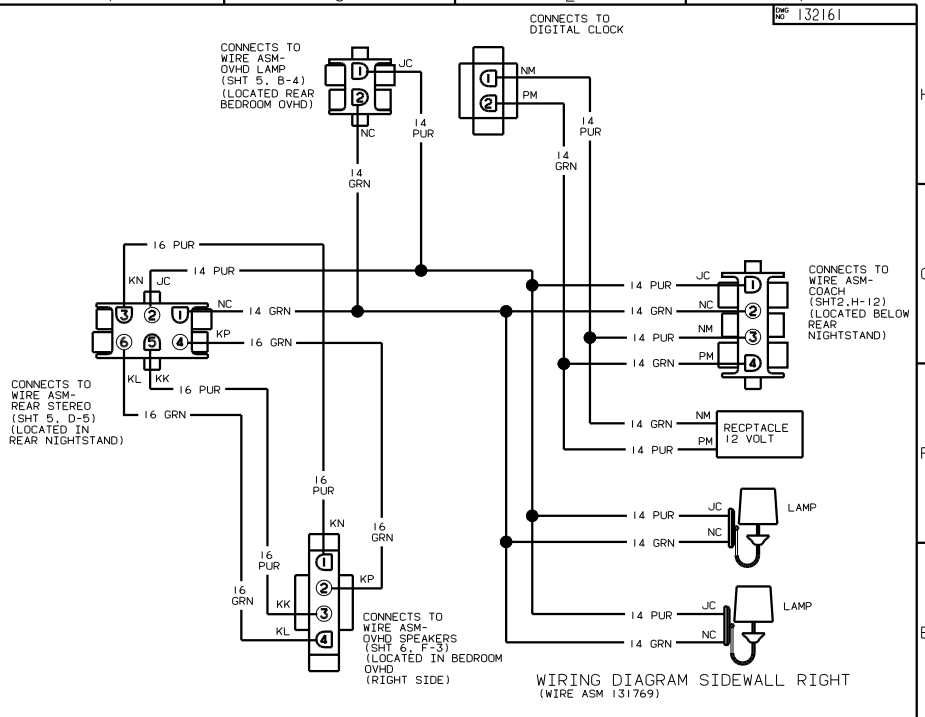 DWG NO 132161
CONNECTS TO
DIGITAL CLOCK
CONNECTS TO
WIRE ASM-
OVHD LAMP
(SHT 5, B-4)
(LOCATED REAR
BEDROOM OVHD)
1
JC
2
NC
1
NM
2
PM
14
PUR
14
PUR
14
GRN
14
GRN
H
16 PUR
14 PUR
KN
JC
NC
14 GRN
KP
16 GRN
3 2 1
6 5 4
KL
KK
16 PUR
16 GRN
CONNECTS TO
WIRE ASM-
REAR STEREO
(SHT 5, D-5)
(LOCATED IN
REAR NIGHTSTAND)
14 PUR
JC
1
14 GRN
NC
2
14 PUR
NM
3
14 GRN
PM
4
CONNECTS TO
WIRE ASM-
COACH
(SHT2,H-12)
(LOCATED BELOW
REAR
NIGHTSTAND)
14 GRN
NM
14 PUR
PM
RECPTACLE
12 VOLT
14 PUR
JC
LAMP
14 GRN
NC
14 PUR
JC
LAMP
14 GRN
NC
16
PUR
KN
16
GRN
16
PUR
16
GRN
1
2
KP
KK
3
KL
4
CONNECTS TO
WIRE ASM-
OVHD SPEAKERS
(SHT 6, F-3)
(LOCATED IN BEDROOM
OVHD
(RIGHT SIDE)
E
WIRING DIAGRAM SIDEWALL RIGHT
(WIRE ASM 131769)